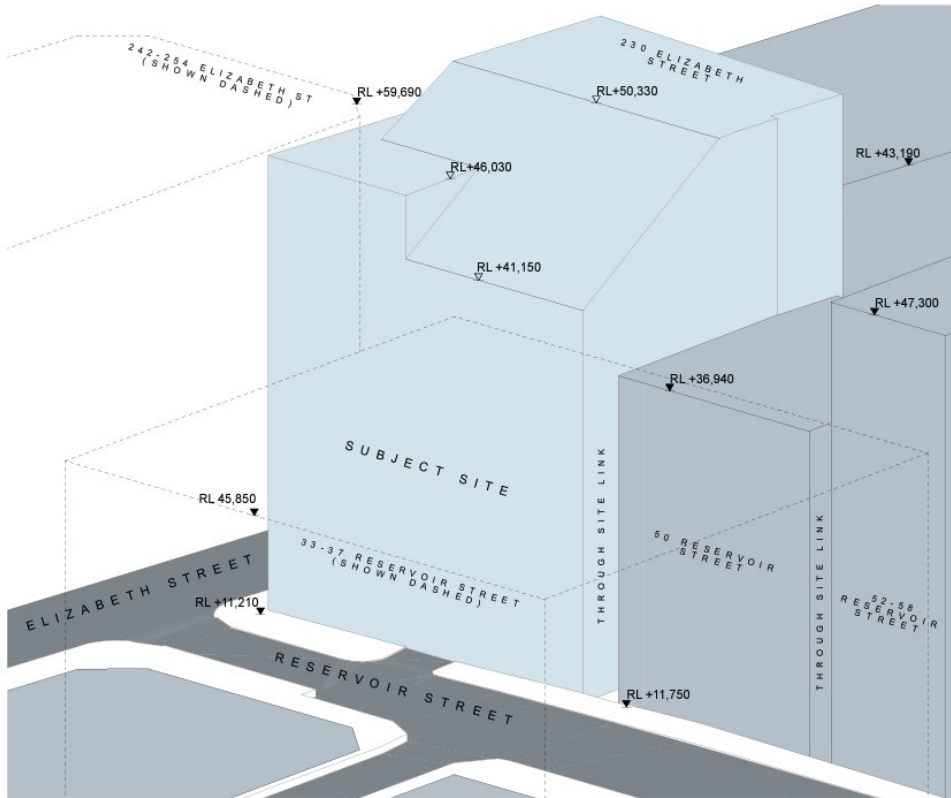 242-254 ELIZABETH ST
(SHOWN DASHED)
230 ELIZABETH
STREET
RL +59,690
RL+50,330
RL +43,190
RL+46,030
RL +41,150
RL +47,300
RL +36,940
SUBJECT SITE
RL 45,850
THROUGH SITE LINK
50 RESERVOIR
STREET
THROUGH SITE LINK
33-37 RESERVOIR STREET
(SHOWN DASHED)
52-58
RESERVOIR
STREET
ELIZABETH STREET
RL +11,210
RESERVOIR STREET
RL +11,750